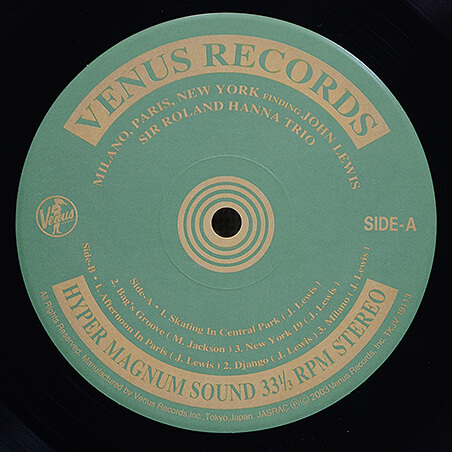 VENUS RECORDS
MILANO, PARIS, NEW YORK FINDING JOHN LEWIS
SIR ROLAND HANNA TRIO
Venus
SIDE-A
Side-A • 1. Skating In Central Park ( J. Lewis )
2. Bag's Groove ( M. Jackson ) 3. New York 19 ( J. Lewis )
Side-B • 1. Afternoon In Paris ( J. Lewis ) 2. Django ( J. Lewis ) 3. Milano ( J. Lewis )
HYPER MAGNUM SOUND 33⅓ RPM STEREO
All Rights Reserved, Manufactured by Venus Records, Inc., Tokyo, Japan. JASRAC ℗© 2003 Venus Records, Inc. TKJV-19113